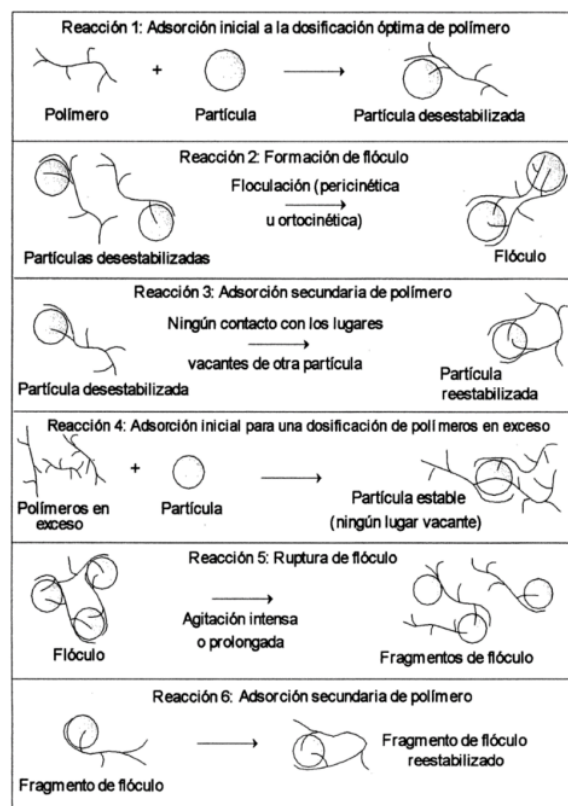 Reacción 1: Adsorción inicial a la dosificación óptima de polímero
+
Polímero
Partícula
Partícula desestabilizada
Reacción 2: Formación de flóculo
Floculación (pericinética
u ortocinética)
Partículas desestabilizadas
Flóculo
Reacción 3: Adsorción secundaria de polímero
Ningún contacto con los lugares
vacantes de otra partícula
Partícula desestabilizada
Partícula
reestabilizada
Reacción 4: Adsorción inicial para una dosificación de polímeros en exceso
+
Polímeros en
exceso
Partícula
Partícula estable
(ningún lugar vacante)
Reacción 5: Ruptura de flóculo
Agitación intensa
o prolongada
Flóculo
Fragmentos de flóculo
Reacción 6: Adsorción secundaria de polímero
Fragmento de flóculo
Fragmento de flóculo
reestabilizado